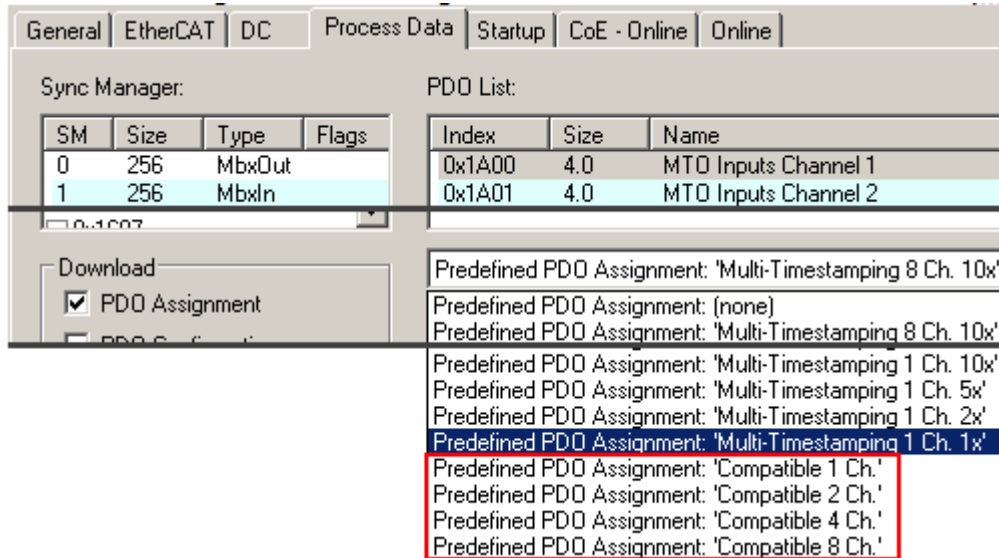 General EtherCAT DC Process Data Startup CoE - Online Online
Sync Manager: PDO List:
SM Size Type Flags Index Size Name
0 256 MbxOut 0x1A00 4.0 MTO Inputs Channel 1
1 256 MbxIn 0x1A01 4.0 MTO Inputs Channel 2
Download
PDO Assignment
Predefined PDO Assignment: 'Multi-Timestamping 8 Ch. 10x'
Predefined PDO Assignment: (none)
Predefined PDO Assignment: 'Multi-Timestamping 8 Ch. 10x'
Predefined PDO Assignment: 'Multi-Timestamping 1 Ch. 10x'
Predefined PDO Assignment: 'Multi-Timestamping 1 Ch. 5x'
Predefined PDO Assignment: 'Multi-Timestamping 1 Ch. 2x'
Predefined PDO Assignment: 'Multi-Timestamping 1 Ch. 1x'
Predefined PDO Assignment: 'Compatible 1 Ch.'
Predefined PDO Assignment: 'Compatible 2 Ch.'
Predefined PDO Assignment: 'Compatible 4 Ch.'
Predefined PDO Assignment: 'Compatible 8 Ch.'